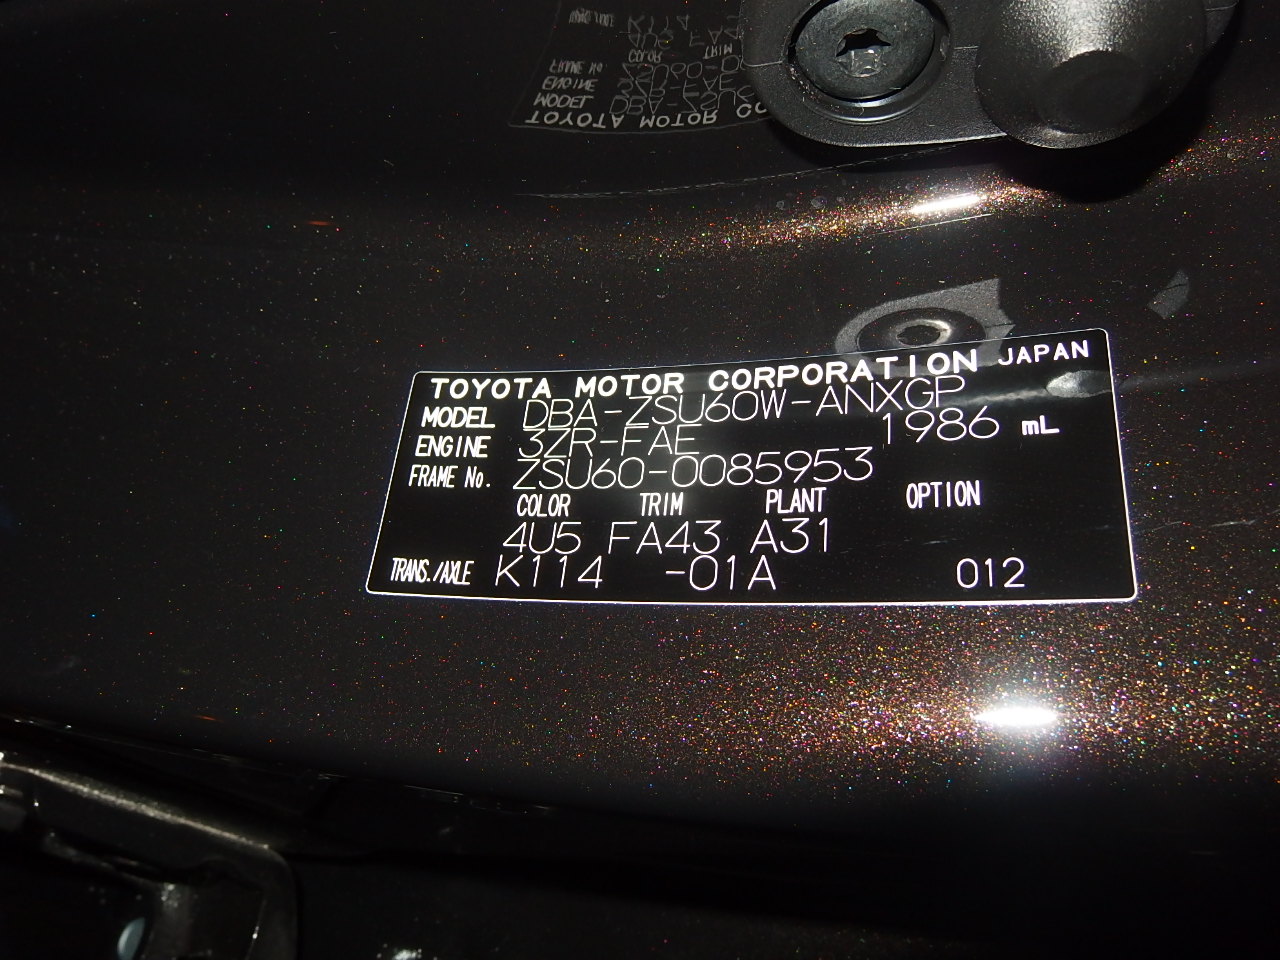 TOYOTA MOTOR CORPORATION JAPAN
MODEL DBA-ZSU60W-ANXGP
ENGINE 3ZR-FAE 1986 mL
FRAME No. ZSU60-0085953
COLOR TRIM PLANT OPTION
4U5 FA43 A31
TRANS./AXLE K114 -01A 012